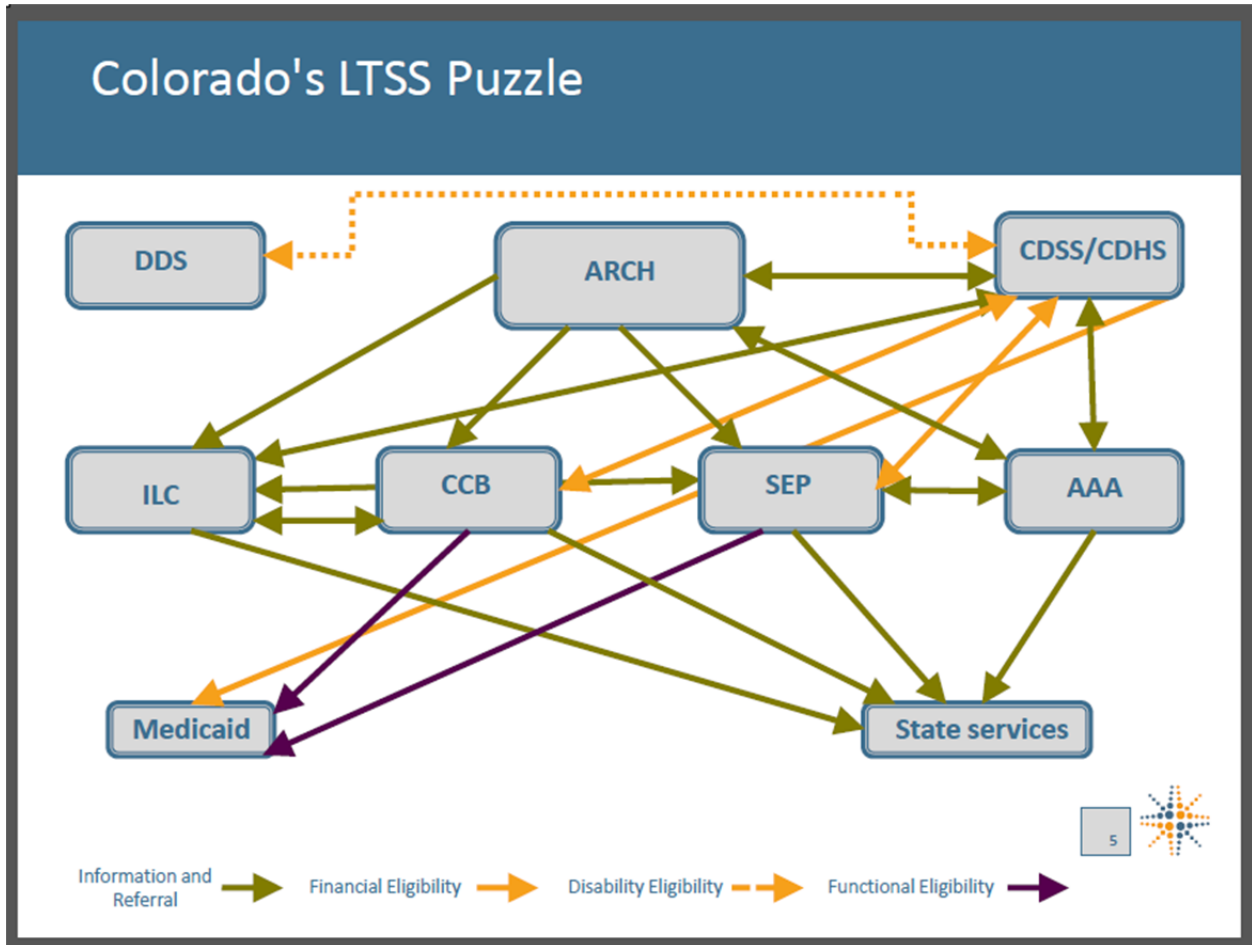 Colorado's LTSS Puzzle
DDS
ARCH
CDSS/CDHS
ILC
CCB
SEP
AAA
Medicaid
State services
5
Information and
Referral
Financial Eligibility
Disability Eligibility
Functional Eligibility